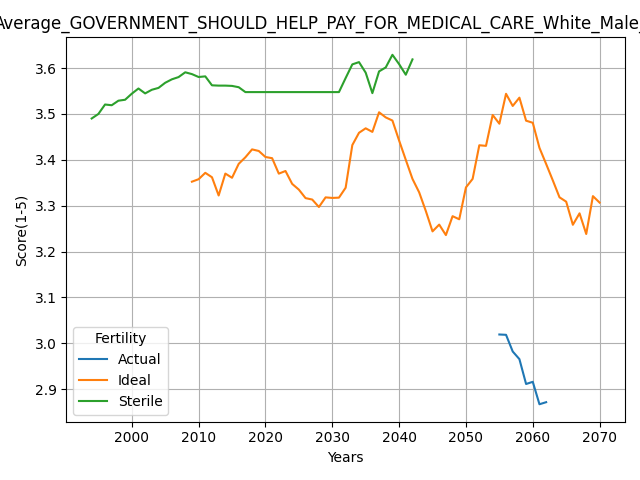 Average_GOVERNMENT_SHOULD_HELP_PAY_FOR_MEDICAL_CARE_White_Male_
Score(1-5)
3.6
3.5
3.4
3.3
3.2
3.1
3.0
2.9
Fertility
Actual
Ideal
Sterile
2000 2010 2020 2030 2040 2050 2060 2070
Years